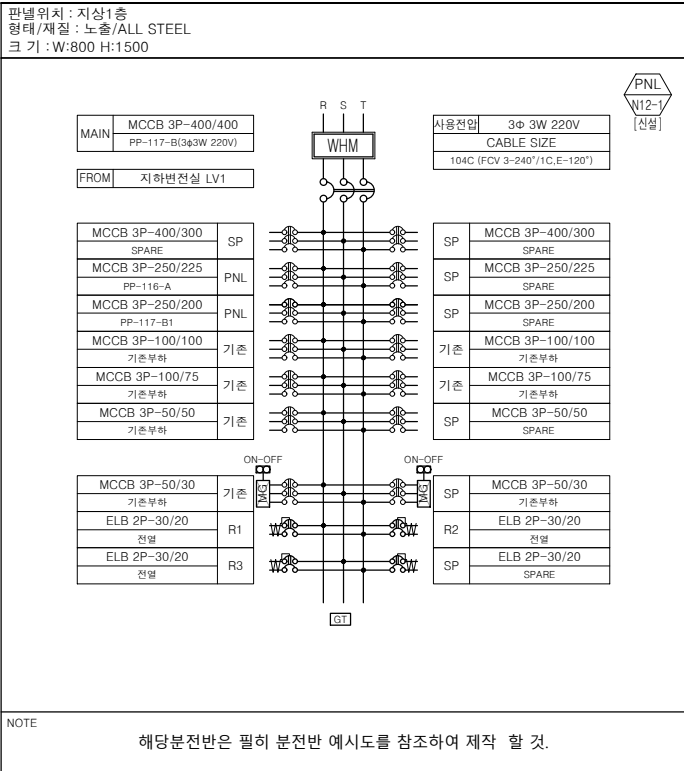 판넬위치 : 지상1층
형태/재질 : 노출/ALL STEEL
크 기 : W:800 H:1500
PNL
N12-1
[신설]
R S T
MAIN
MCCB 3P-400/400
PP-117-B(3ϕ3W 220V)
WHM
사용전압
3Φ 3W 220V
CABLE SIZE
104C (FCV 3-240°/1C,E-120°)
FROM
지하변전실 LV1
MCCB 3P-400/300
SPARE
SP
SP
MCCB 3P-400/300
SPARE
MCCB 3P-250/225
PP-116-A
PNL
SP
MCCB 3P-250/225
SPARE
MCCB 3P-250/200
PP-117-B1
PNL
SP
MCCB 3P-250/200
SPARE
MCCB 3P-100/100
기존부하
기존
기존
MCCB 3P-100/100
기존부하
MCCB 3P-100/75
기존부하
기존
기존
MCCB 3P-100/75
기존부하
MCCB 3P-50/50
기존부하
기존
SP
MCCB 3P-50/50
SPARE
ON-OFF
ON-OFF
MCCB 3P-50/30
기존부하
기존
MG
MG
SP
MCCB 3P-50/30
기존부하
ELB 2P-30/20
전열
R1
R2
ELB 2P-30/20
전열
ELB 2P-30/20
전열
R3
SP
ELB 2P-30/20
SPARE
GT
NOTE
해당분전반은 필히 분전반 예시도를 참조하여 제작 할 것.